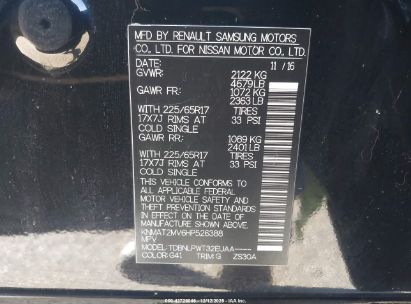 MFD BY RENAULT SAMSUNG MOTORS
CO., LTD. FOR NISSAN MOTOR CO., LTD.
DATE: 11 / 16
GVWR: 2122 KG
4679 LB
GAWR FR: 1072 KG
2363 LB
WITH 225/65R17 TIRES
17X7J RIMS AT 33 PSI
COLD SINGLE
GAWR RR: 1089 KG
2401 LB
WITH 225/65R17 TIRES
17X7J RIMS AT 33 PSI
COLD SINGLE
THIS VEHICLE CONFORMS TO ALL
APPLICABLE FEDERAL MOTOR
VEHICLE SAFETY STANDARDS IN
EFFECT ON THE DATE OF
MANUFACTURE SHOWN ABOVE.
KNMAT2MV6HP526388
MPV
MODEL: TDBNLPWT32EJAA-----
COLOR: G41 TRIM: G ZS30A